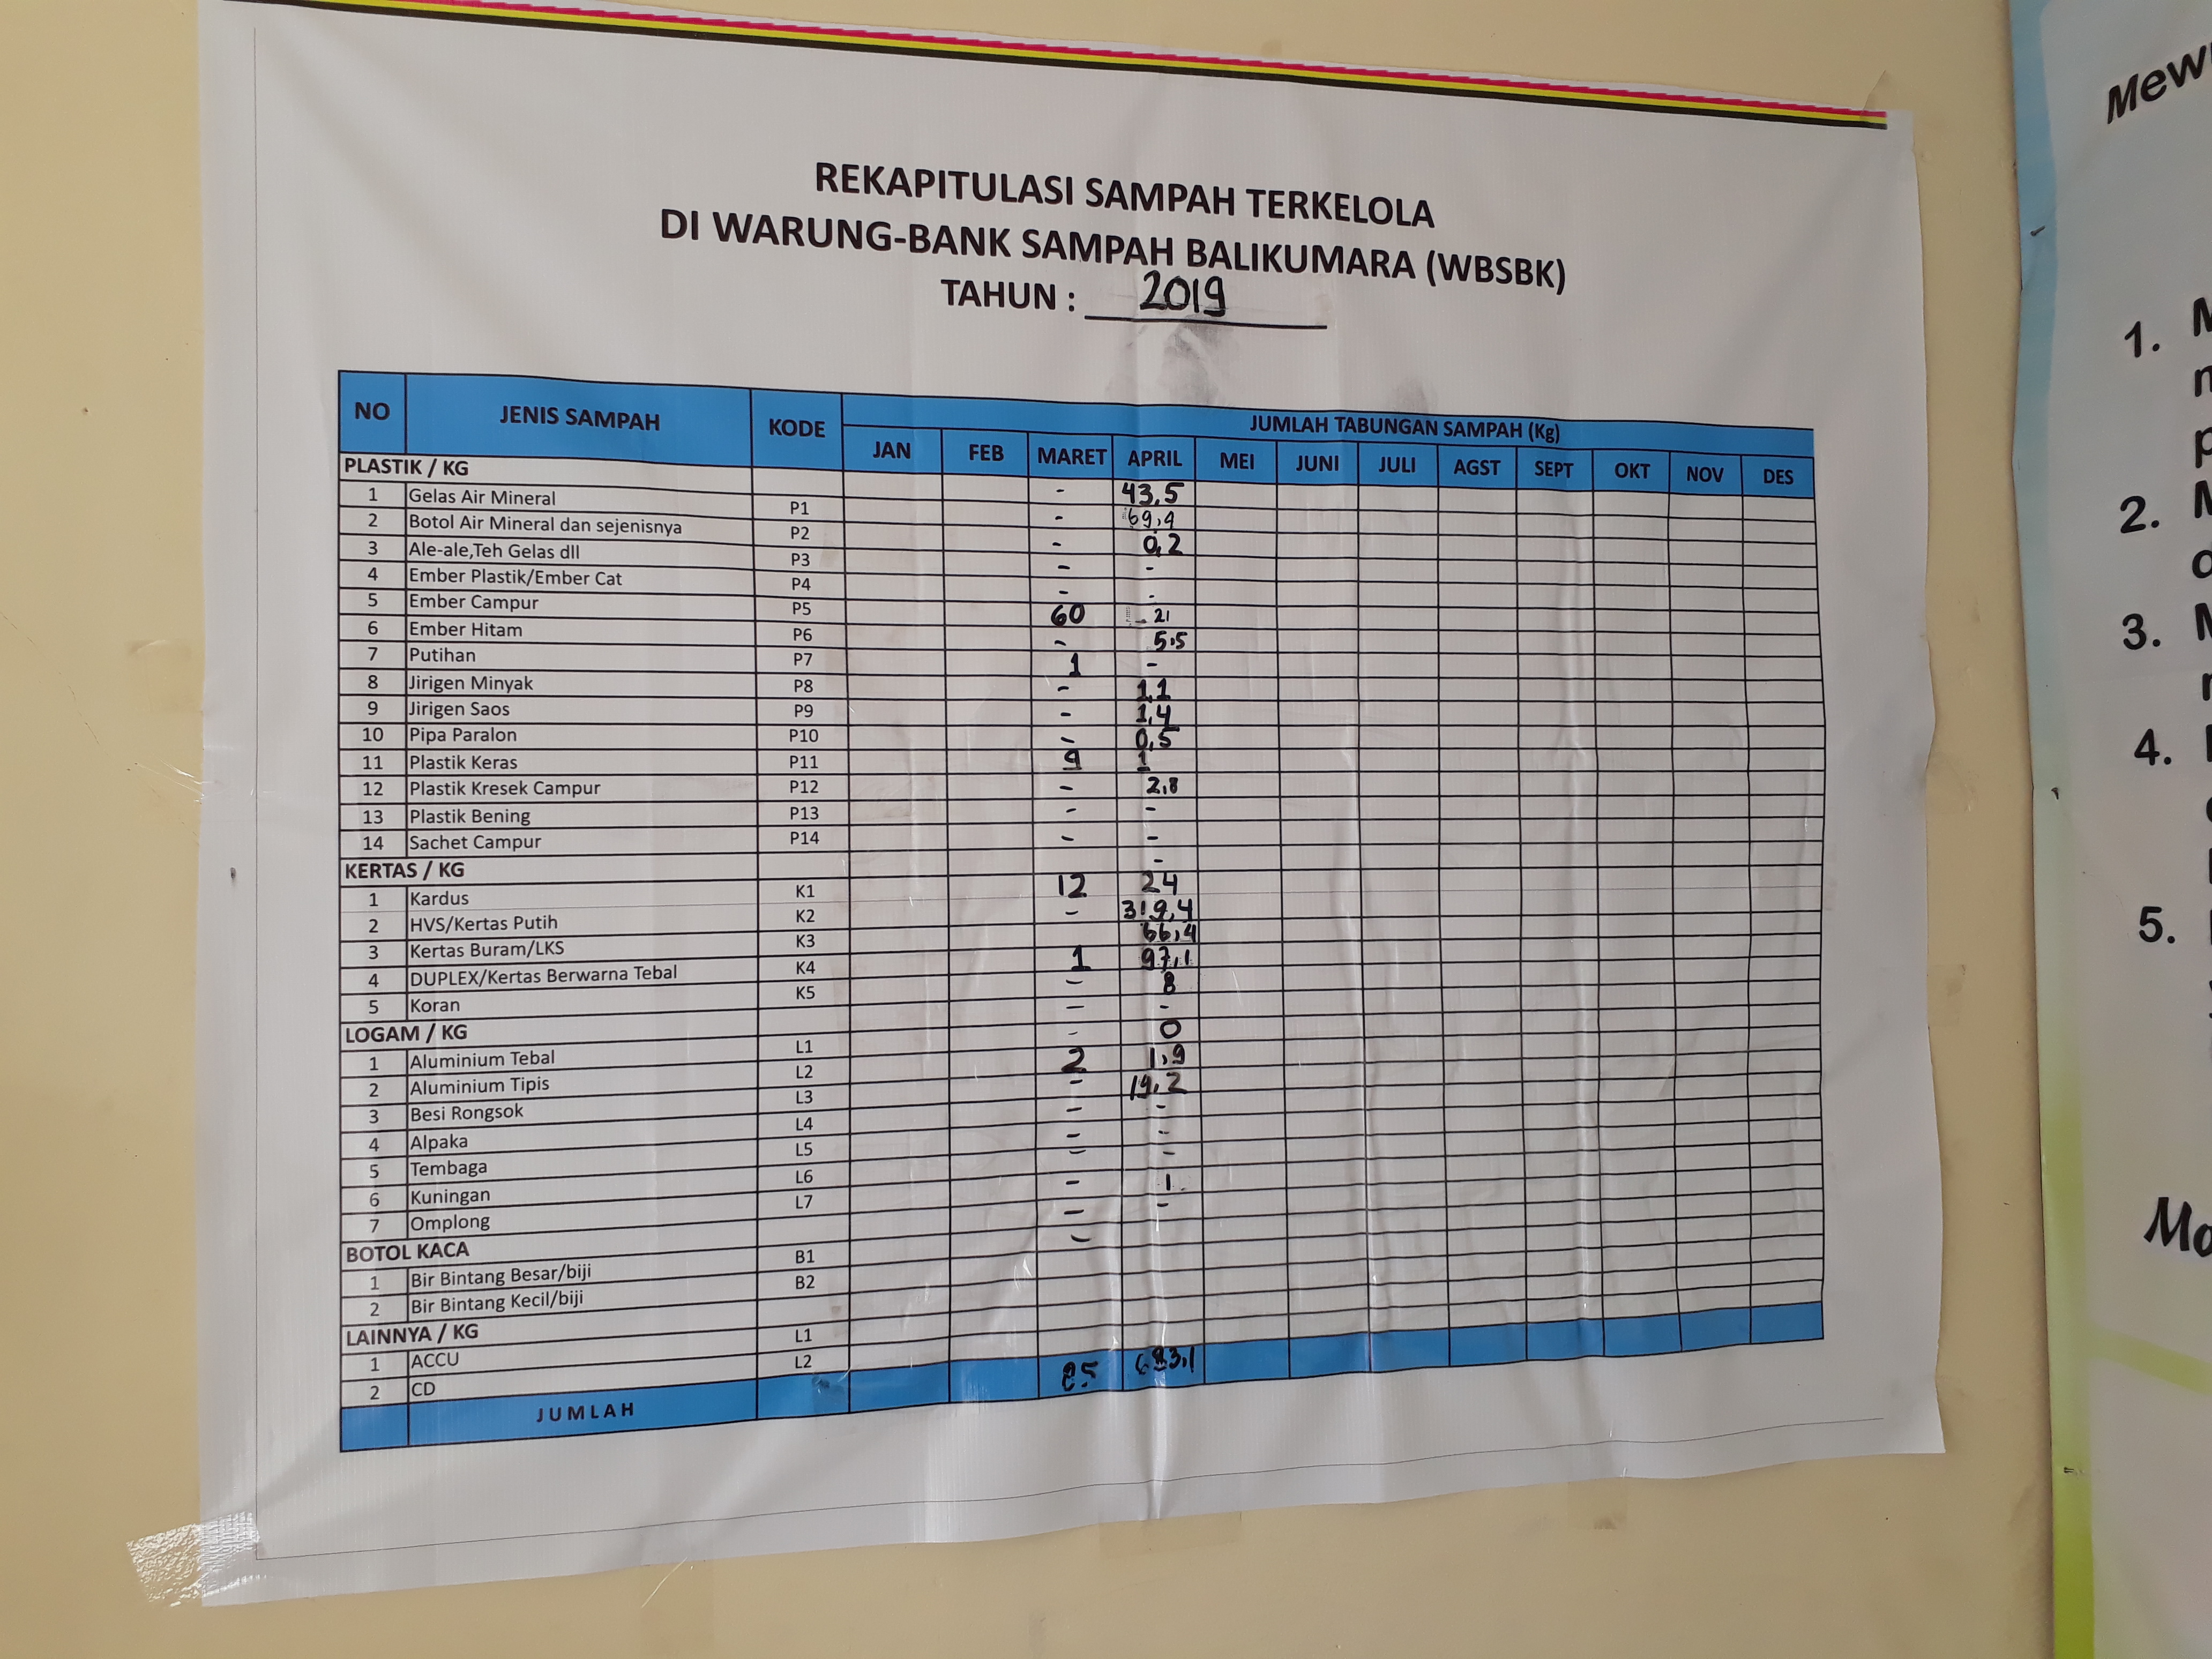 REKAPITULASI SAMPAH TERKELOLA
DI WARUNG-BANK SAMPAH BALIKUMARA (WBSBK)
TAHUN : 2019
NO JENIS SAMPAH KODE JUMLAH TABUNGAN SAMPAH (Kg)
JAN FEB MARET APRIL MEI JUNI JULI AGST SEPT OKT NOV DES
PLASTIK / KG
1 Gelas Air Mineral P1 - 43,5
2 Botol Air Mineral dan sejenisnya P2 - 69,4
3 Ale-ale,Teh Gelas dll P3 - 0,2
4 Ember Plastik/Ember Cat P4 - -
5 Ember Campur P5 - -
6 Ember Hitam P6 60 21
7 Putihan P7 - 5,5
8 Jirigen Minyak P8 1 -
9 Jirigen Saos P9 - 1,1
10 Pipa Paralon P10 - 1,4
11 Plastik Keras P11 - 0,5
12 Plastik Kresek Campur P12 9 1
13 Plastik Bening P13 - 2,8
14 Sachet Campur P14 - -
- -
KERTAS / KG -
1 Kardus K1 12 24
2 HVS/Kertas Putih K2 - 319,4
3 Kertas Buram/LKS K3 66,4
4 DUPLEX/Kertas Berwarna Tebal K4 1 97,1
5 Koran K5 - 8
LOGAM / KG - -
1 Aluminium Tebal L1 - 0
2 Aluminium Tipis L2 2 1,9
3 Besi Rongsok L3 - 19,2
4 Alpaka L4 - -
5 Tembaga L5 - -
6 Kuningan L6 - -
7 Omplong L7 - 1
BOTOL KACA - -
1 Bir Bintang Besar/biji B1 -
2 Bir Bintang Kecil/biji B2
LAINNYA / KG
1 ACCU L1
2 CD L2
JUMLAH 85 683,1
Mew
1.
2.
3.
4.
5.
Mo